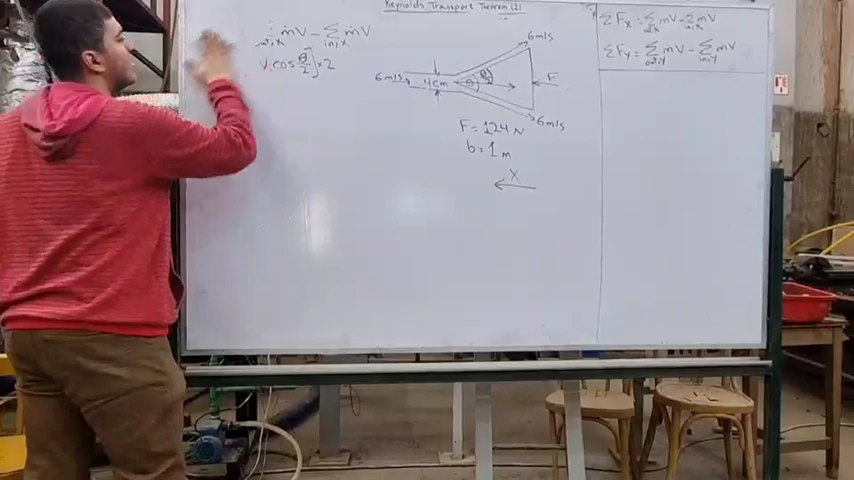 Reynolds Transport Theorem (2)
ṁV - Σ ṁV
out,x in,x
V. cos θ/2] × 2
6 m/s
6 m/s
4 cm
θ
θ/2
F
6 m/s
F = 124 N
b = 1 m
X
ΣFx = Σ ṁV - Σ ṁV
out,x in,x
ΣFy = Σ ṁV - Σ ṁV
out,y in,y